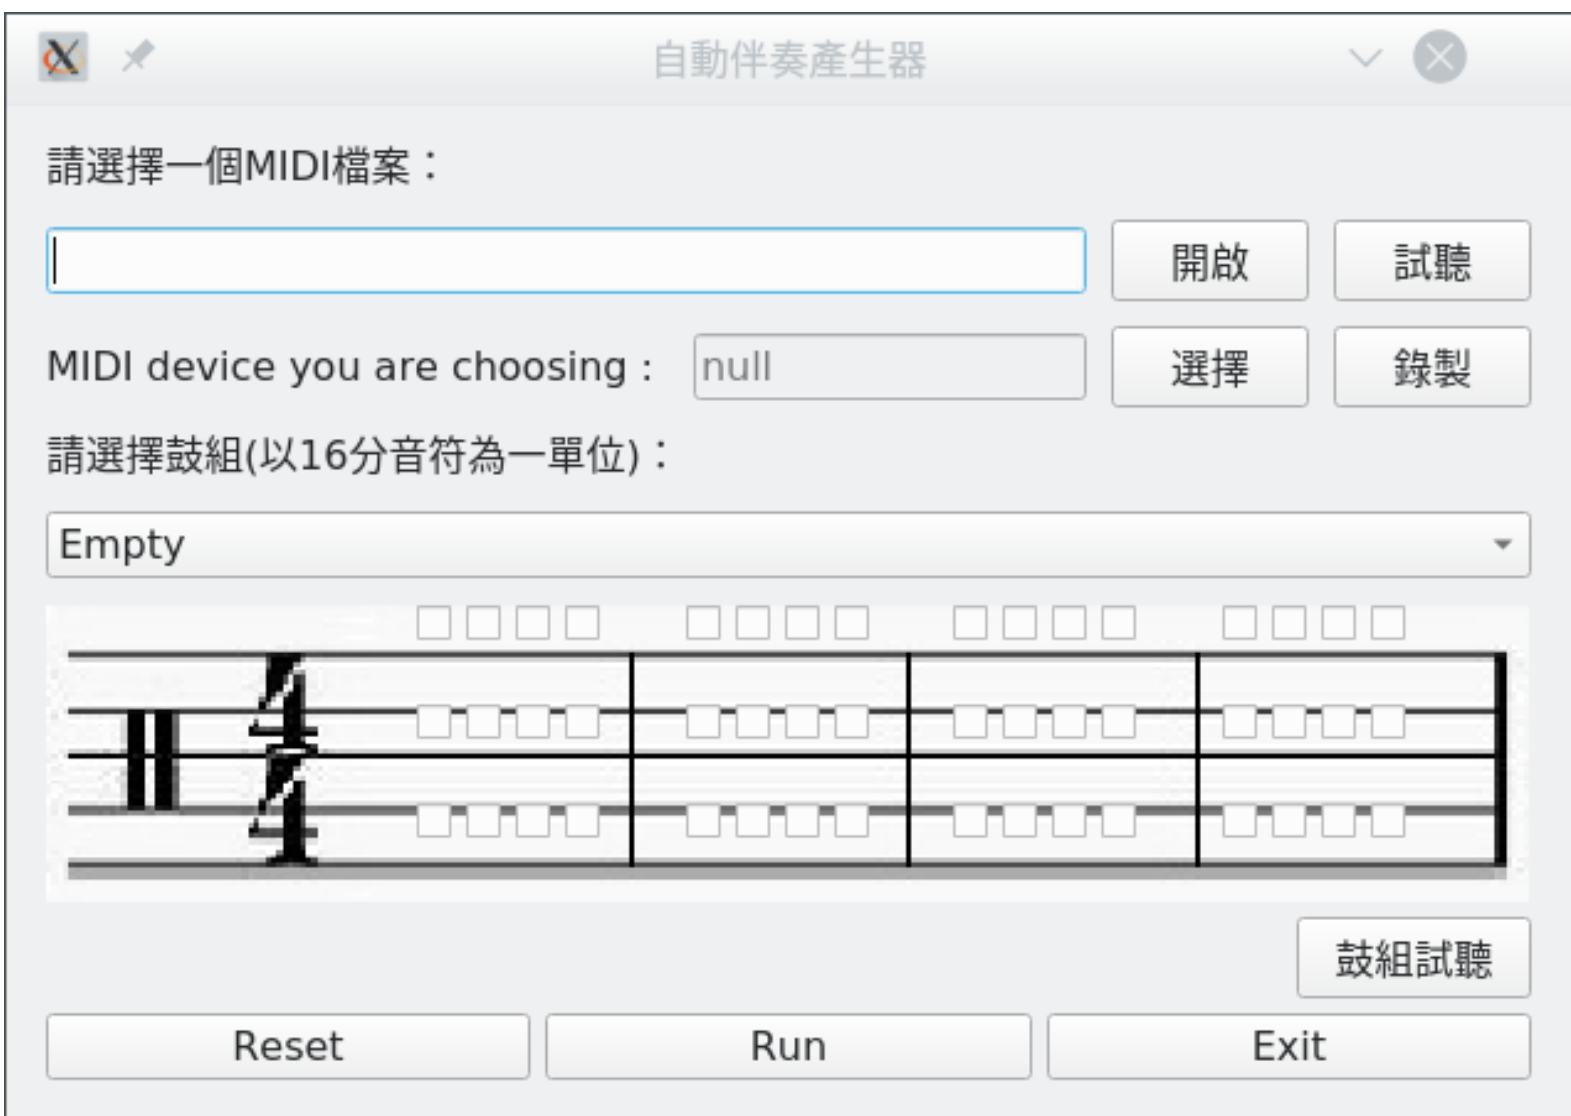 自動伴奏產生器
請選擇一個MIDI檔案：
開啟 試聽
MIDI device you are choosing : null 選擇 錄製
請選擇鼓組(以16分音符為一單位)：
Empty
4
4
鼓組試聽
Reset Run Exit